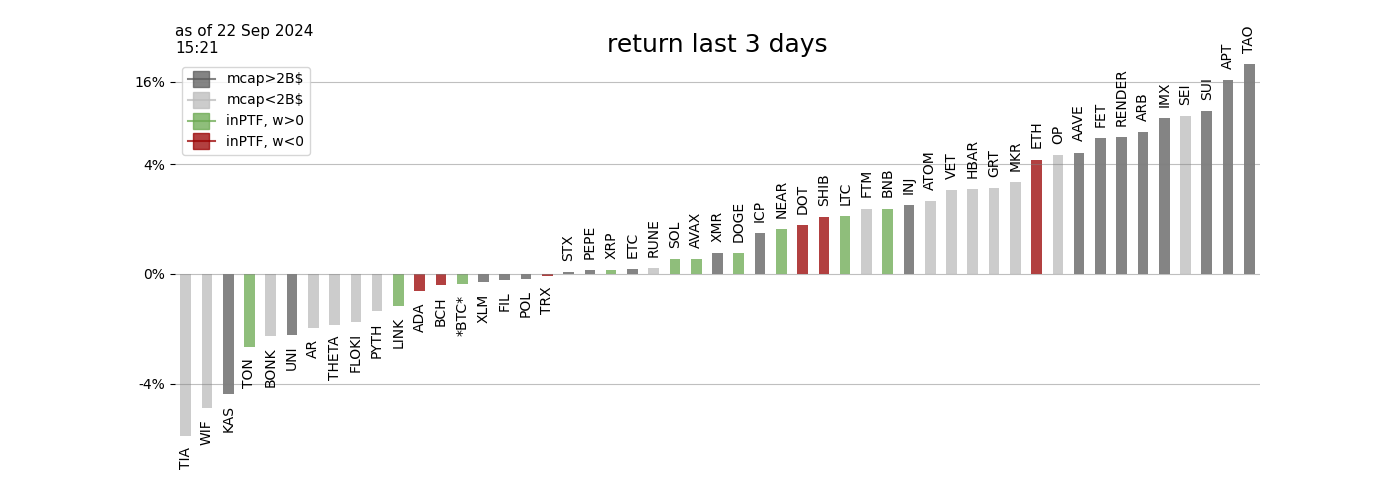 as of 22 Sep 2024
15:21
return last 3 days
mcap>2B$
mcap<2B$
inPTF, w>0
inPTF, w<0
16%
4%
0%
-4%
TIA
WIF
KAS
TON
BONK
UNI
AR
THETA
FLOKI
PYTH
LINK
ADA
BCH
*BTC*
XLM
FIL
POL
TRX
STX
PEPE
XRP
ETC
RUNE
SOL
AVAX
XMR
DOGE
ICP
NEAR
DOT
SHIB
LTC
FTM
BNB
INJ
ATOM
VET
HBAR
GRT
MKR
ETH
OP
AAVE
FET
RENDER
ARB
IMX
SEI
SUI
APT
TAO